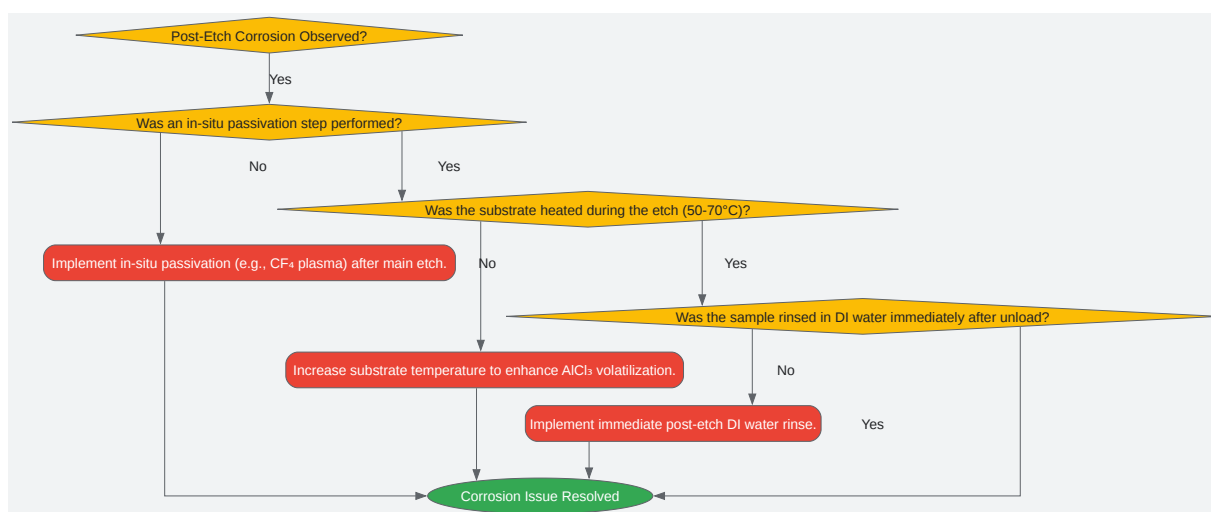 Post-Etch Corrosion Observed?
Yes
Was an in-situ passivation step performed?
No
Yes
Was the substrate heated during the etch (50-70°C)?
Implement in-situ passivation (e.g., CF₄ plasma) after main etch.
No
Yes
Was the sample rinsed in DI water immediately after unload?
Increase substrate temperature to enhance AlCl₃ volatilization.
No
Implement immediate post-etch DI water rinse.
Yes
Corrosion Issue Resolved